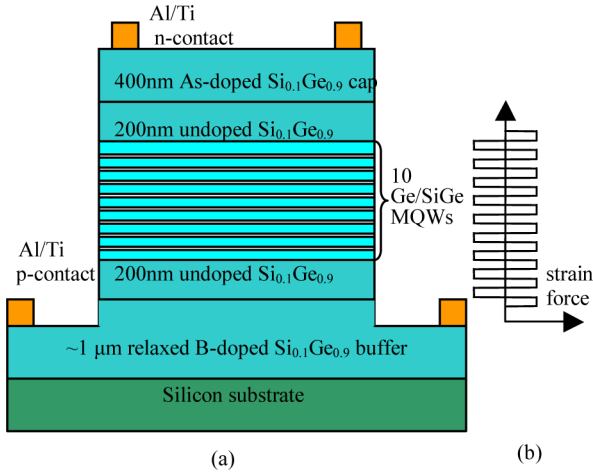 Al/Ti
n-contact
400nm As-doped Si₀.₁Ge₀.₉ cap
200nm undoped Si₀.₁Ge₀.₉
10
Ge/SiGe
MQWs
Al/Ti
p-contact
200nm undoped Si₀.₁Ge₀.₉
strain
force
~1 μm relaxed B-doped Si₀.₁Ge₀.₉ buffer
Silicon substrate
(a)
(b)